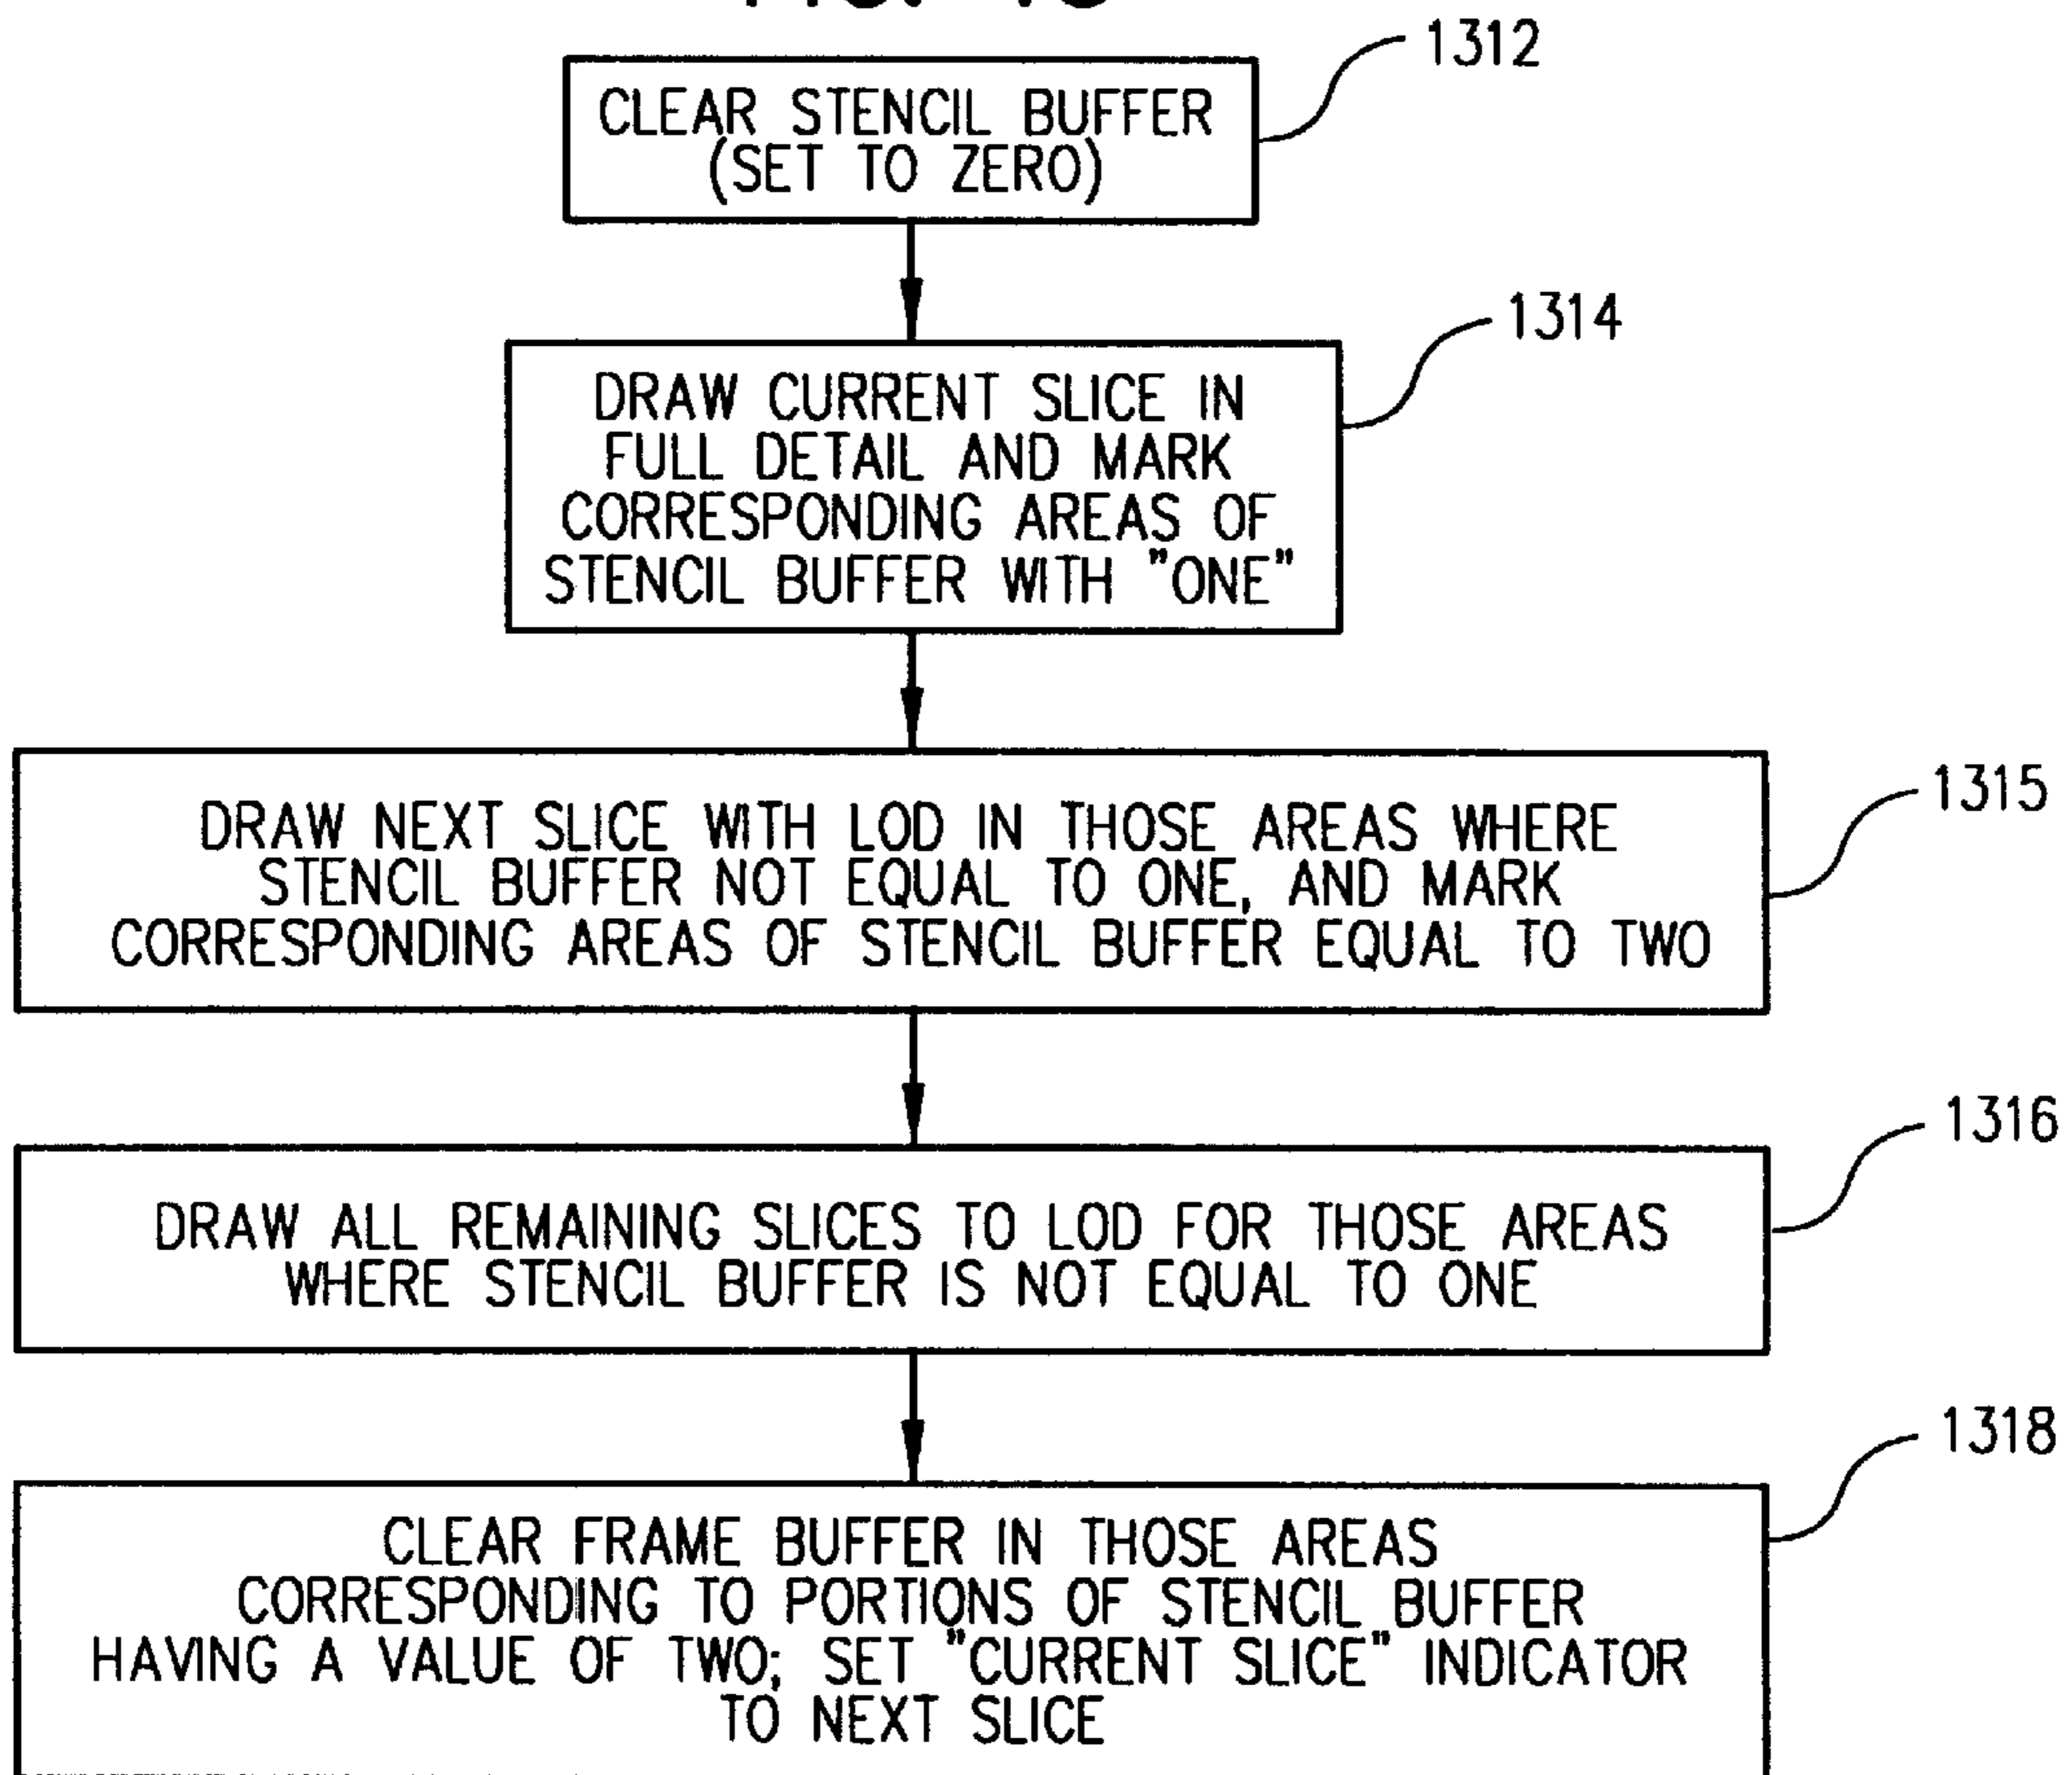 1312
CLEAR STENCIL BUFFER
(SET TO ZERO)
1314
DRAW CURRENT SLICE IN
FULL DETAIL AND MARK
CORRESPONDING AREAS OF
STENCIL BUFFER WITH "ONE"
1315
DRAW NEXT SLICE WITH LOD IN THOSE AREAS WHERE
STENCIL BUFFER NOT EQUAL TO ONE, AND MARK
CORRESPONDING AREAS OF STENCIL BUFFER EQUAL TO TWO
1316
DRAW ALL REMAINING SLICES TO LOD FOR THOSE AREAS
WHERE STENCIL BUFFER IS NOT EQUAL TO ONE
1318
CLEAR FRAME BUFFER IN THOSE AREAS
CORRESPONDING TO PORTIONS OF STENCIL BUFFER
HAVING A VALUE OF TWO; SET "CURRENT SLICE" INDICATOR
TO NEXT SLICE